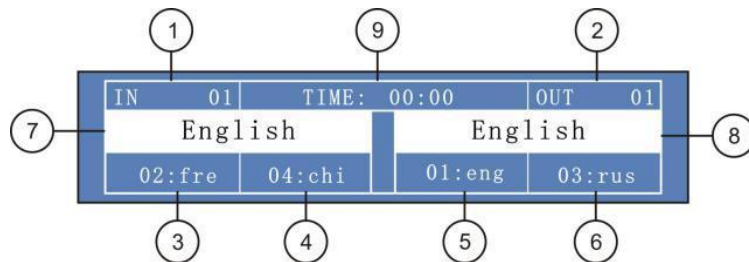 1 9 2
IN 01 TIME: 00:00 OUT 01
7 English English 8
02:fre 04:chi 01:eng 03:rus
3 4 5 6